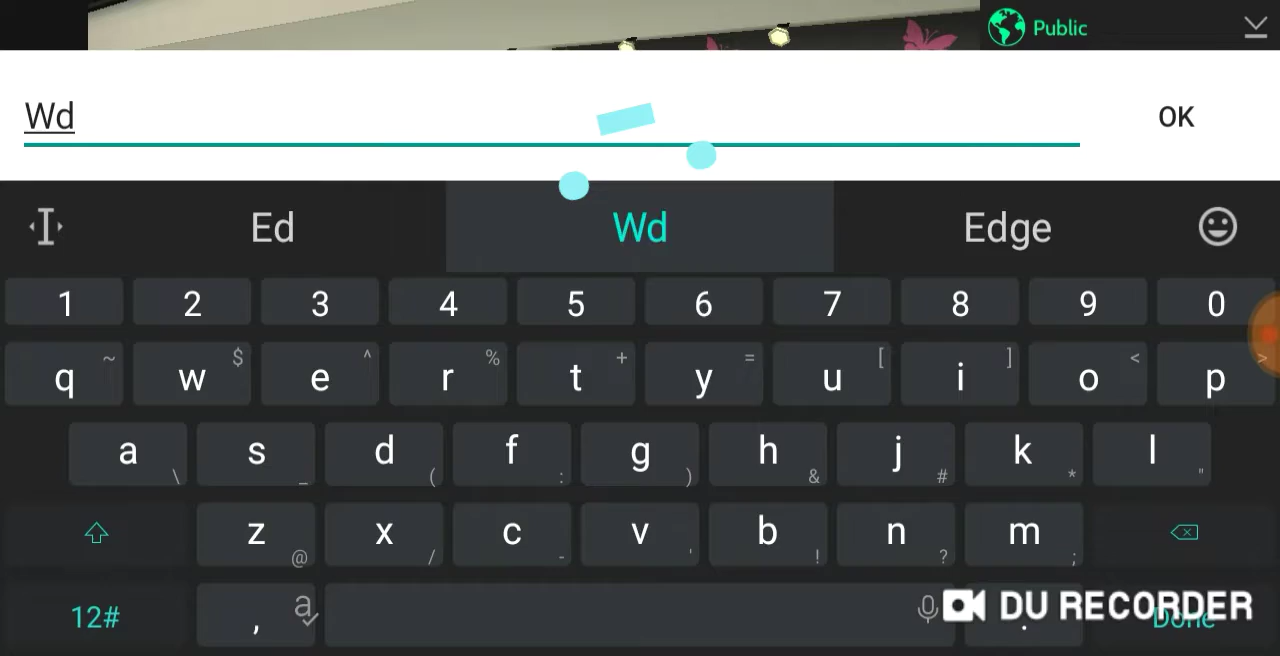 Public
Wd
OK
Ed Wd Edge
1 2 3 4 5 6 7 8 9 0
q ~ w $ e ^ r % t + y = u [ i ] o < p >
a \ s _ d ( f : g ) h & j # k * l "
z @ x / c - v ' b ! n ? m ;
12# , a . Done
DU RECORDER